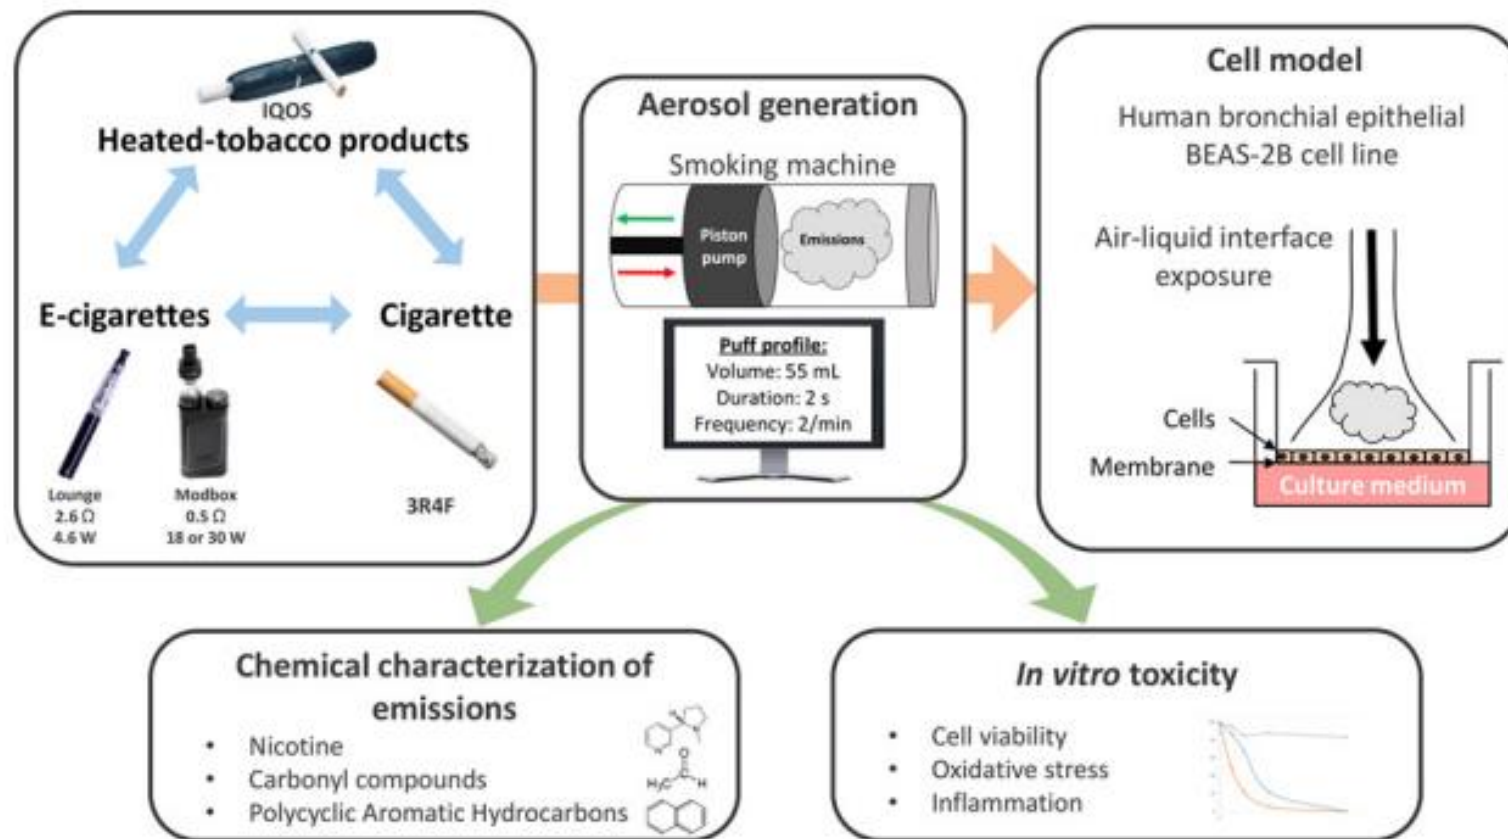 IQOS
Heated-tobacco products
E-cigarettes
Cigarette
Lounge
2.6 Ω
4.6 W
Modbox
0.5 Ω
18 or 30 W
3R4F
Aerosol generation
Smoking machine
Piston
pump
Emissions
Puff profile:
Volume: 55 mL
Duration: 2 s
Frequency: 2/min
Cell model
Human bronchial epithelial
BEAS-2B cell line
Air-liquid interface
exposure
Cells
Membrane
Culture medium
Chemical characterization of
emissions
• Nicotine
• Carbonyl compounds
• Polycyclic Aromatic Hydrocarbons
O
H₃C
C
H
In vitro toxicity
• Cell viability
• Oxidative stress
• Inflammation